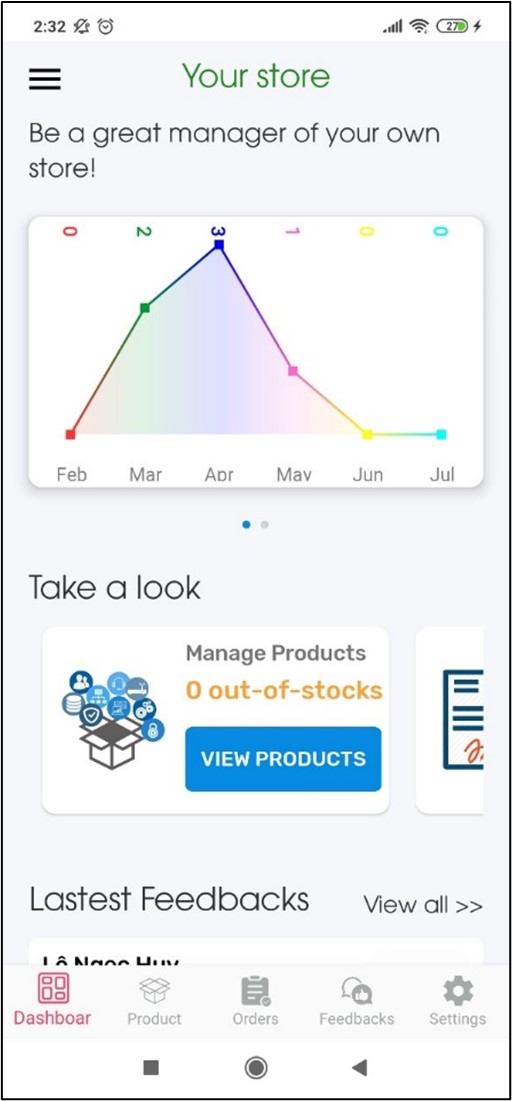 2:32
27
Your store
Be a great manager of your own
store!
0 2 3 1 0 0
Feb Mar Apr May Jun Jul
Take a look
Manage Products
0 out-of-stocks
VIEW PRODUCTS
Lastest Feedbacks
View all >>
Lê Ngọc Huy
Dashboar
Product
Orders
Feedbacks
Settings